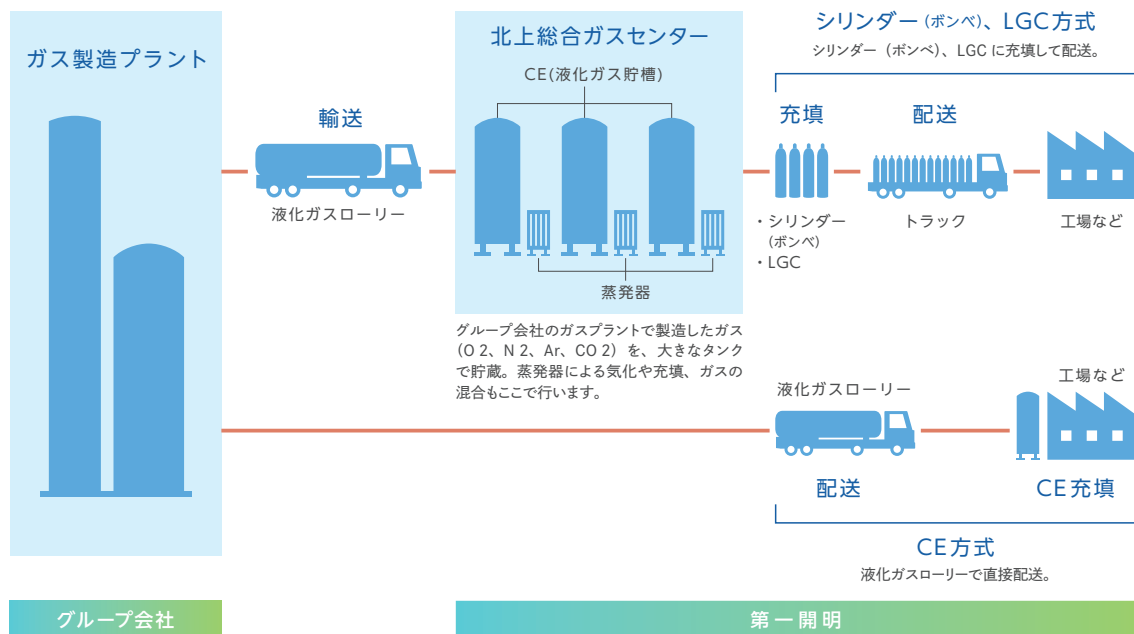 ガス製造プラント
輸送
液化ガスローリー
北上総合ガスセンター
CE(液化ガス貯槽)
蒸発器
グループ会社のガスプラントで製造したガス
(O 2、N 2、Ar、CO 2) を、大きなタンク
で貯蔵。蒸発器による気化や充填、ガスの
混合もここで行います。
シリンダー (ボンベ)、LGC方式
シリンダー (ボンベ)、LGC に充填して配送。
充填
・シリンダー
(ボンベ)
・LGC
配送
トラック
工場など
液化ガスローリー
配送
工場など
CE充填
CE方式
液化ガスローリーで直接配送。
グループ会社
第一開明